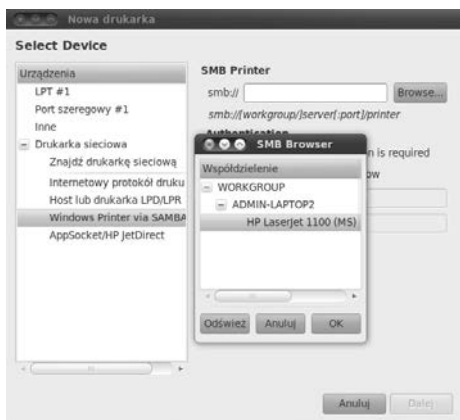 Nowa drukarka
Select Device
Urządzenia
LPT #1
Port szeregowy #1
Inne
Drukarka sieciowa
Znajdź drukarkę sieciową
Internetowy protokół druku
Host lub drukarka LPD/LPR
Windows Printer via SAMBA
AppSocket/HP JetDirect
SMB Printer
smb://
Browse...
smb://[workgroup/]server[:port]/printer
Authentication
n is required
ow
SMB Browser
Współdzielenie
WORKGROUP
ADMIN-LAPTOP2
HP LaserJet 1100 (MS)
Odśwież
Anuluj
OK
Anuluj
Dalej